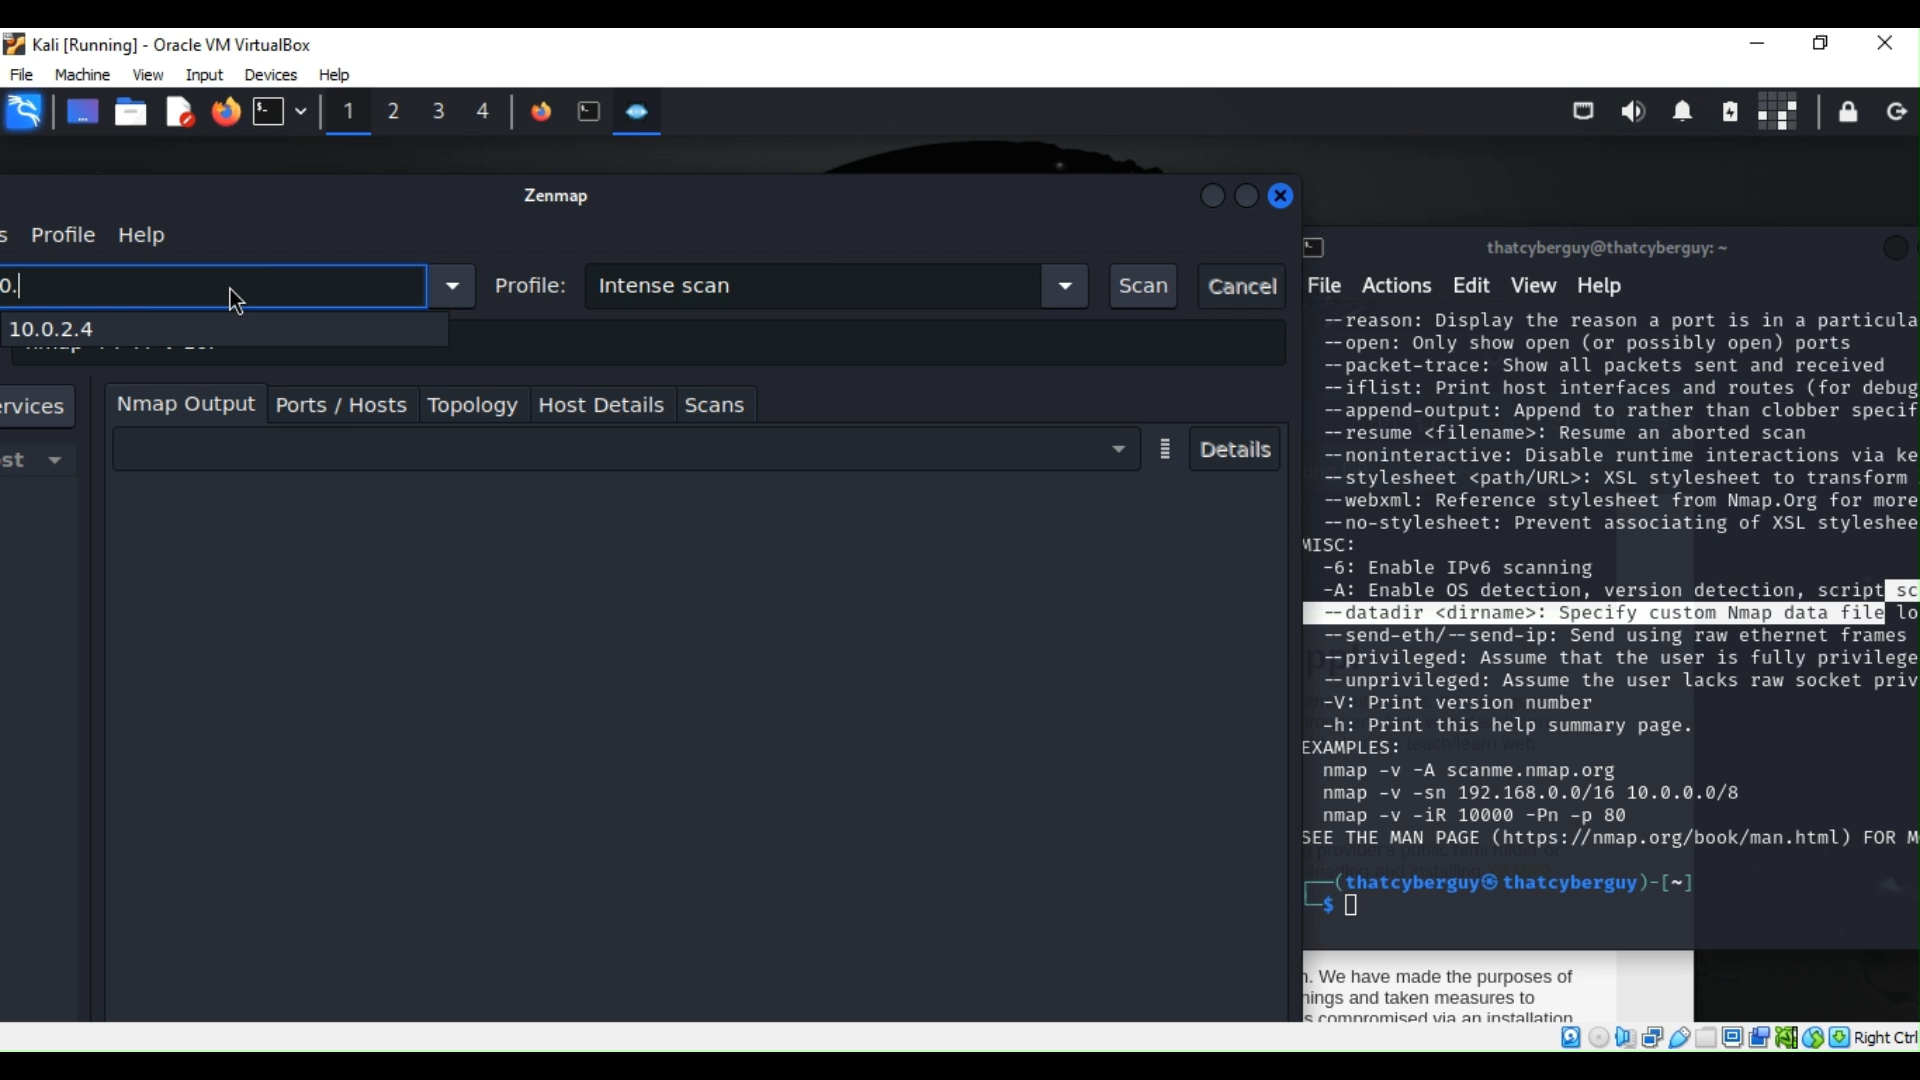 Kali [Running] - Oracle VM VirtualBox
File Machine View Input Devices Help
1 2 3 4
Zenmap
s Profile Help
0.
Profile: Intense scan Scan Cancel
10.0.2.4
ervices
Nmap Output Ports / Hosts Topology Host Details Scans
st
Details
thatcyberguy@thatcyberguy: ~
File Actions Edit View Help
--reason: Display the reason a port is in a particula
--open: Only show open (or possibly open) ports
--packet-trace: Show all packets sent and received
--iflist: Print host interfaces and routes (for debug
--append-output: Append to rather than clobber specif
--resume <filename>: Resume an aborted scan
--noninteractive: Disable runtime interactions via ke
--stylesheet <path/URL>: XSL stylesheet to transform
--webxml: Reference stylesheet from Nmap.Org for more
--no-stylesheet: Prevent associating of XSL styleshee
MISC:
-6: Enable IPv6 scanning
-A: Enable OS detection, version detection, script sc
--datadir <dirname>: Specify custom Nmap data file lo
--send-eth/--send-ip: Send using raw ethernet frames
--privileged: Assume that the user is fully privilege
--unprivileged: Assume the user lacks raw socket priv
-V: Print version number
-h: Print this help summary page.
EXAMPLES:
nmap -v -A scanme.nmap.org
nmap -v -sn 192.168.0.0/16 10.0.0.0/8
nmap -v -iR 10000 -Pn -p 80
SEE THE MAN PAGE (https://nmap.org/book/man.html) FOR M
(thatcyberguy㉿thatcyberguy)-[~]
$
n. We have made the purposes of
nings and taken measures to
s compromised via an installation
Right Ctrl